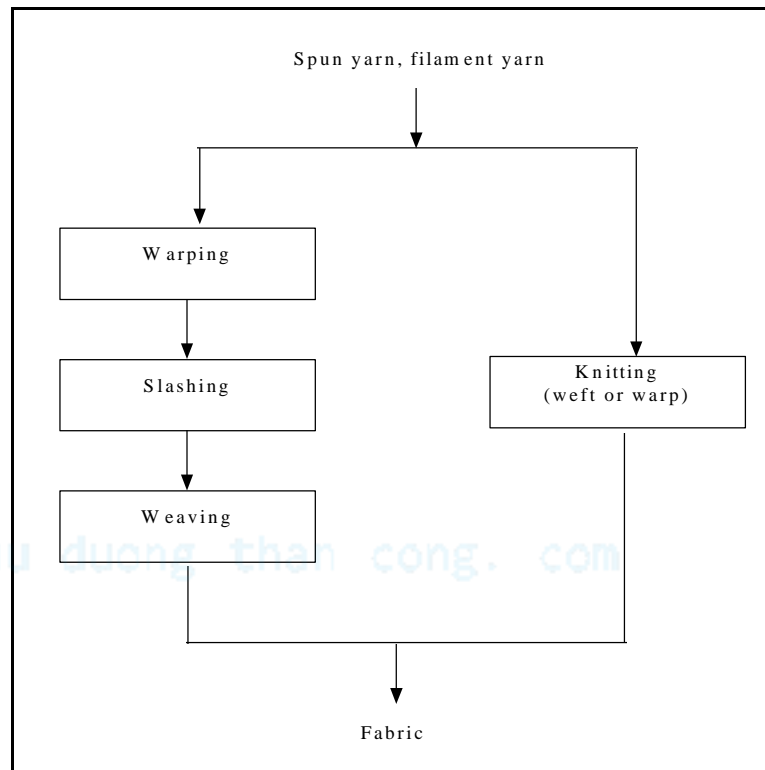 Spun yarn, filament yarn
Warping
Slashing
Knitting
(weft or warp)
Weaving
u duong than cong. com
Fabric